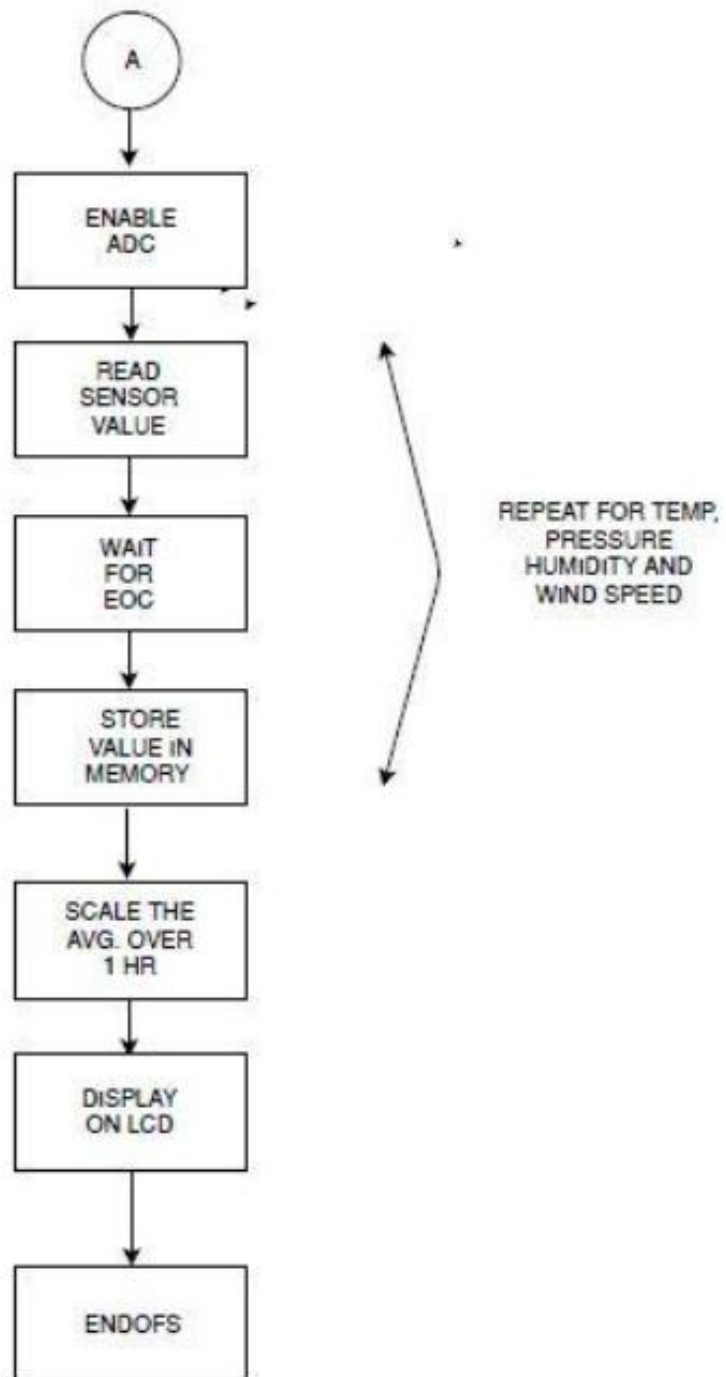 A
ENABLE
ADC
READ
SENSOR
VALUE
WAIT
FOR
EOC
STORE
VALUE IN
MEMORY
REPEAT FOR TEMP,
PRESSURE
HUMIDITY AND
WIND SPEED
SCALE THE
AVG. OVER
1 HR
DISPLAY
ON LCD
ENDOFS